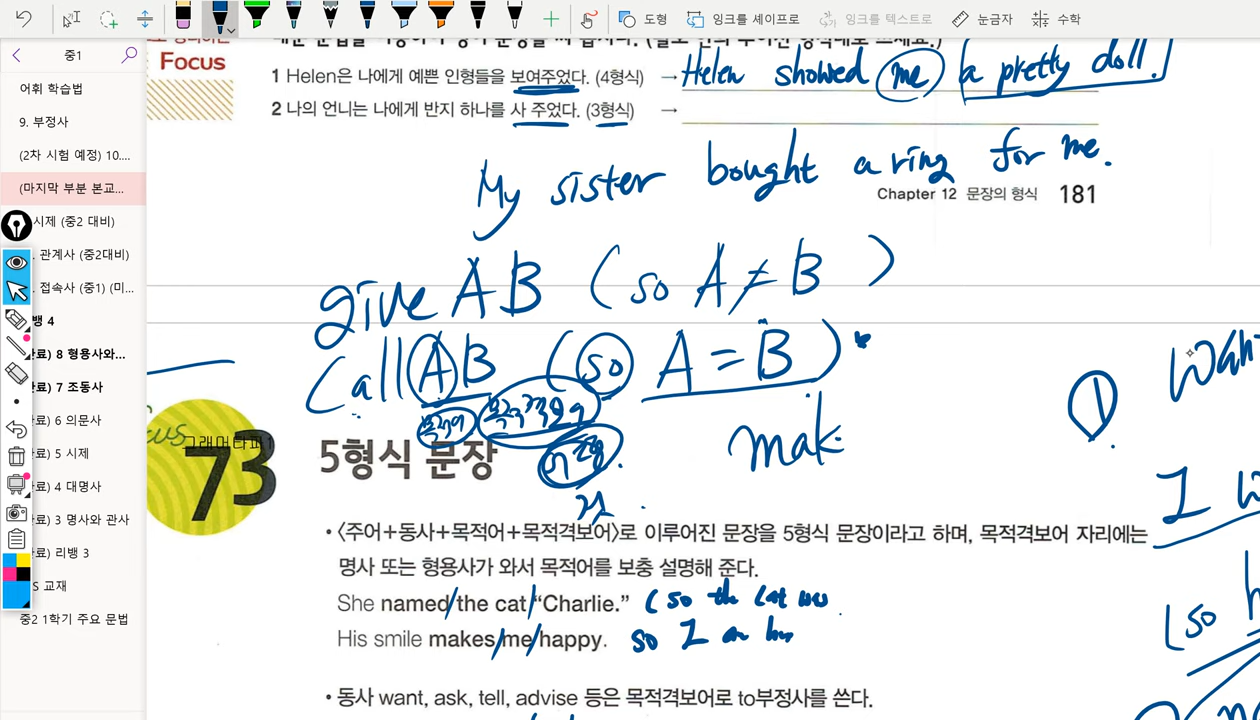 도형
잉크를 셰이프로
잉크를 텍스트로
눈금자
수학
중1
어휘 학습법
9. 부정사
(2차 시험 예정) 10....
(마지막 부분 본교...
시제 (중2 대비)
. 관계사 (중2대비)
. 접속사 (중1) (미...
뱅 4
료) 8 형용사와...
료) 7 조동사
료) 6 의문사
료) 5 시제
료) 4 대명사
료) 3 명사와 관사
료) 리뱅 3
S 교재
중2 1학기 주요 문법
Focus
1 Helen은 나에게 예쁜 인형들을 보여주었다. (4형식) → Helen showed me a pretty doll.
2 나의 언니는 나에게 반지 하나를 사 주었다. (3형식) →
My sister bought a ring for me.
Chapter 12 문장의 형식 181
give A B (so A ≠ B )
Call A B (so A = B )
목적어 목적격보어
make
1
I
73 5형식 문장
• 〈주어+동사+목적어+목적격보어〉로 이루어진 문장을 5형식 문장이라고 하며, 목적격보어 자리에는
명사 또는 형용사가 와서 목적어를 보충 설명해 준다.
She named/the cat/“Charlie.” (so the cat was
His smile makes/me/happy. so I am
(so
• 동사 want, ask, tell, advise 등은 목적격보어로 to부정사를 쓴다.